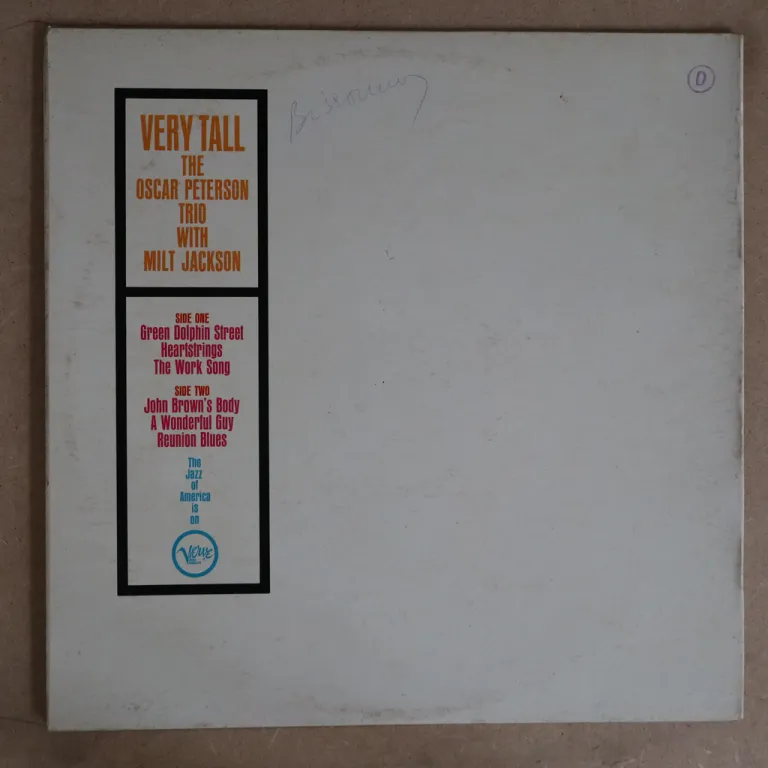 VERY TALL
THE
OSCAR PETERSON
TRIO
WITH
MILT JACKSON
D
SIDE ONE
Green Dolphin Street
Heartstrings
The Work Song
SIDE TWO
John Brown's Body
A Wonderful Guy
Reunion Blues
The
Jazz
of
America
is
on
Verve